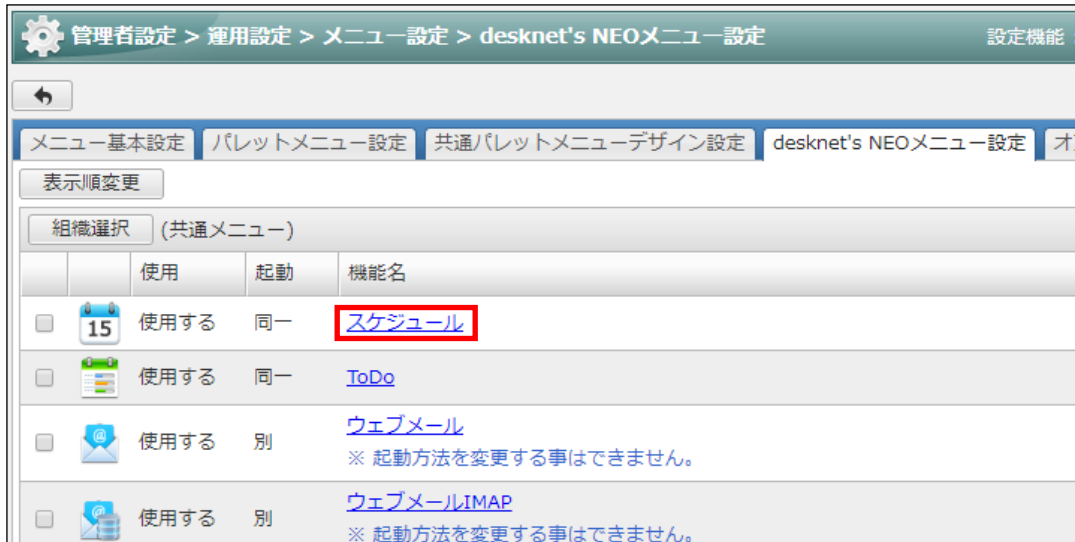 管理者設定 > 運用設定 > メニュー設定 > desknet's NEOメニュー設定 設定機能
メニュー基本設定 パレットメニュー設定 共通パレットメニューデザイン設定 desknet's NEOメニュー設定 オ
表示順変更
組織選択 (共通メニュー)
使用 起動 機能名
15 使用する 同一 スケジュール
使用する 同一 ToDo
@ 使用する 別 ウェブメール
※ 起動方法を変更する事はできません。
@ 使用する 別 ウェブメールIMAP
※ 起動方法を変更する事はできません。